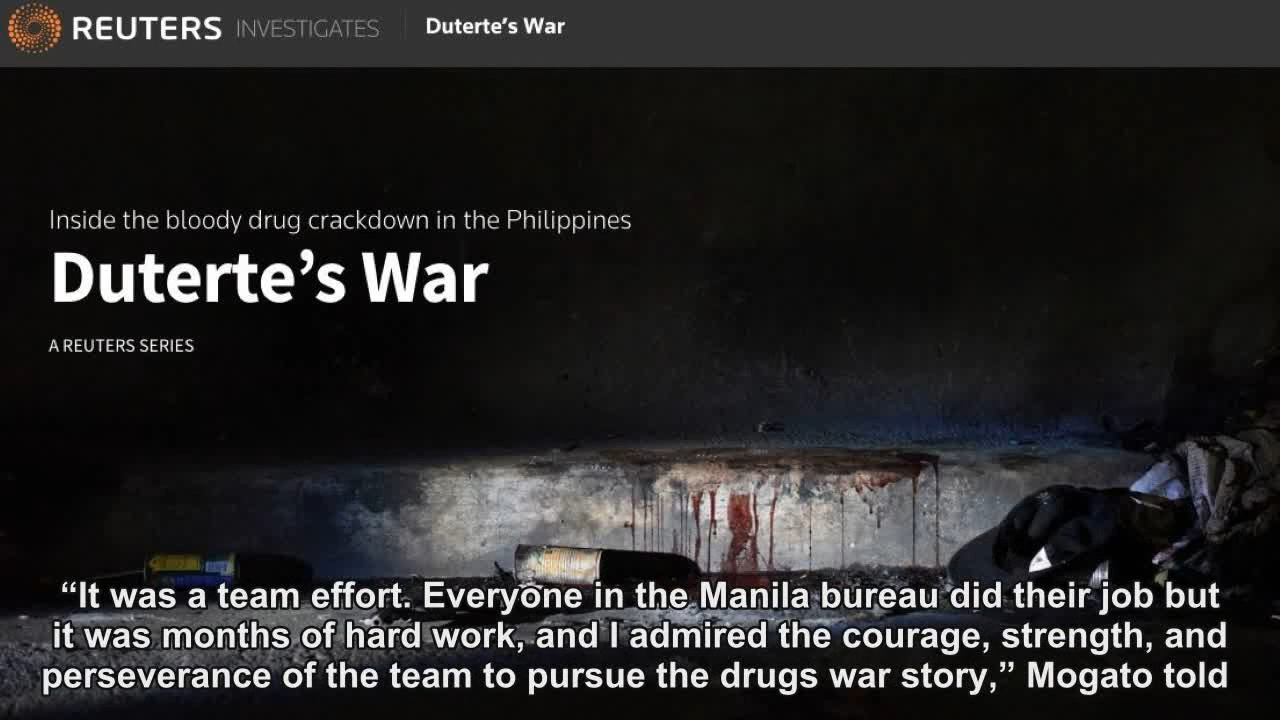 REUTERS INVESTIGATES Duterte’s War
Inside the bloody drug crackdown in the Philippines
Duterte’s War
A REUTERS SERIES
“It was a team effort. Everyone in the Manila bureau did their job but
it was months of hard work, and I admired the courage, strength, and
perseverance of the team to pursue the drugs war story,” Mogato told